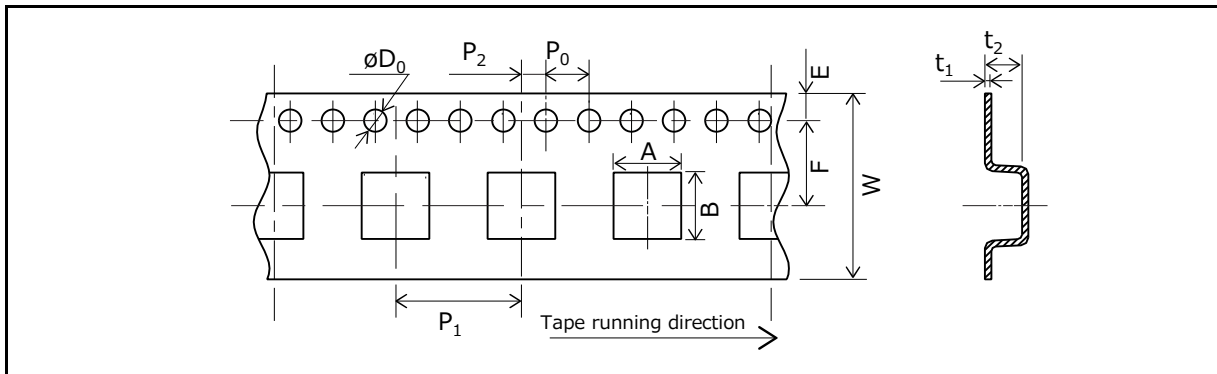 P2
P0
øD0
t2
t1
E
A
F
W
B
P1
Tape running direction